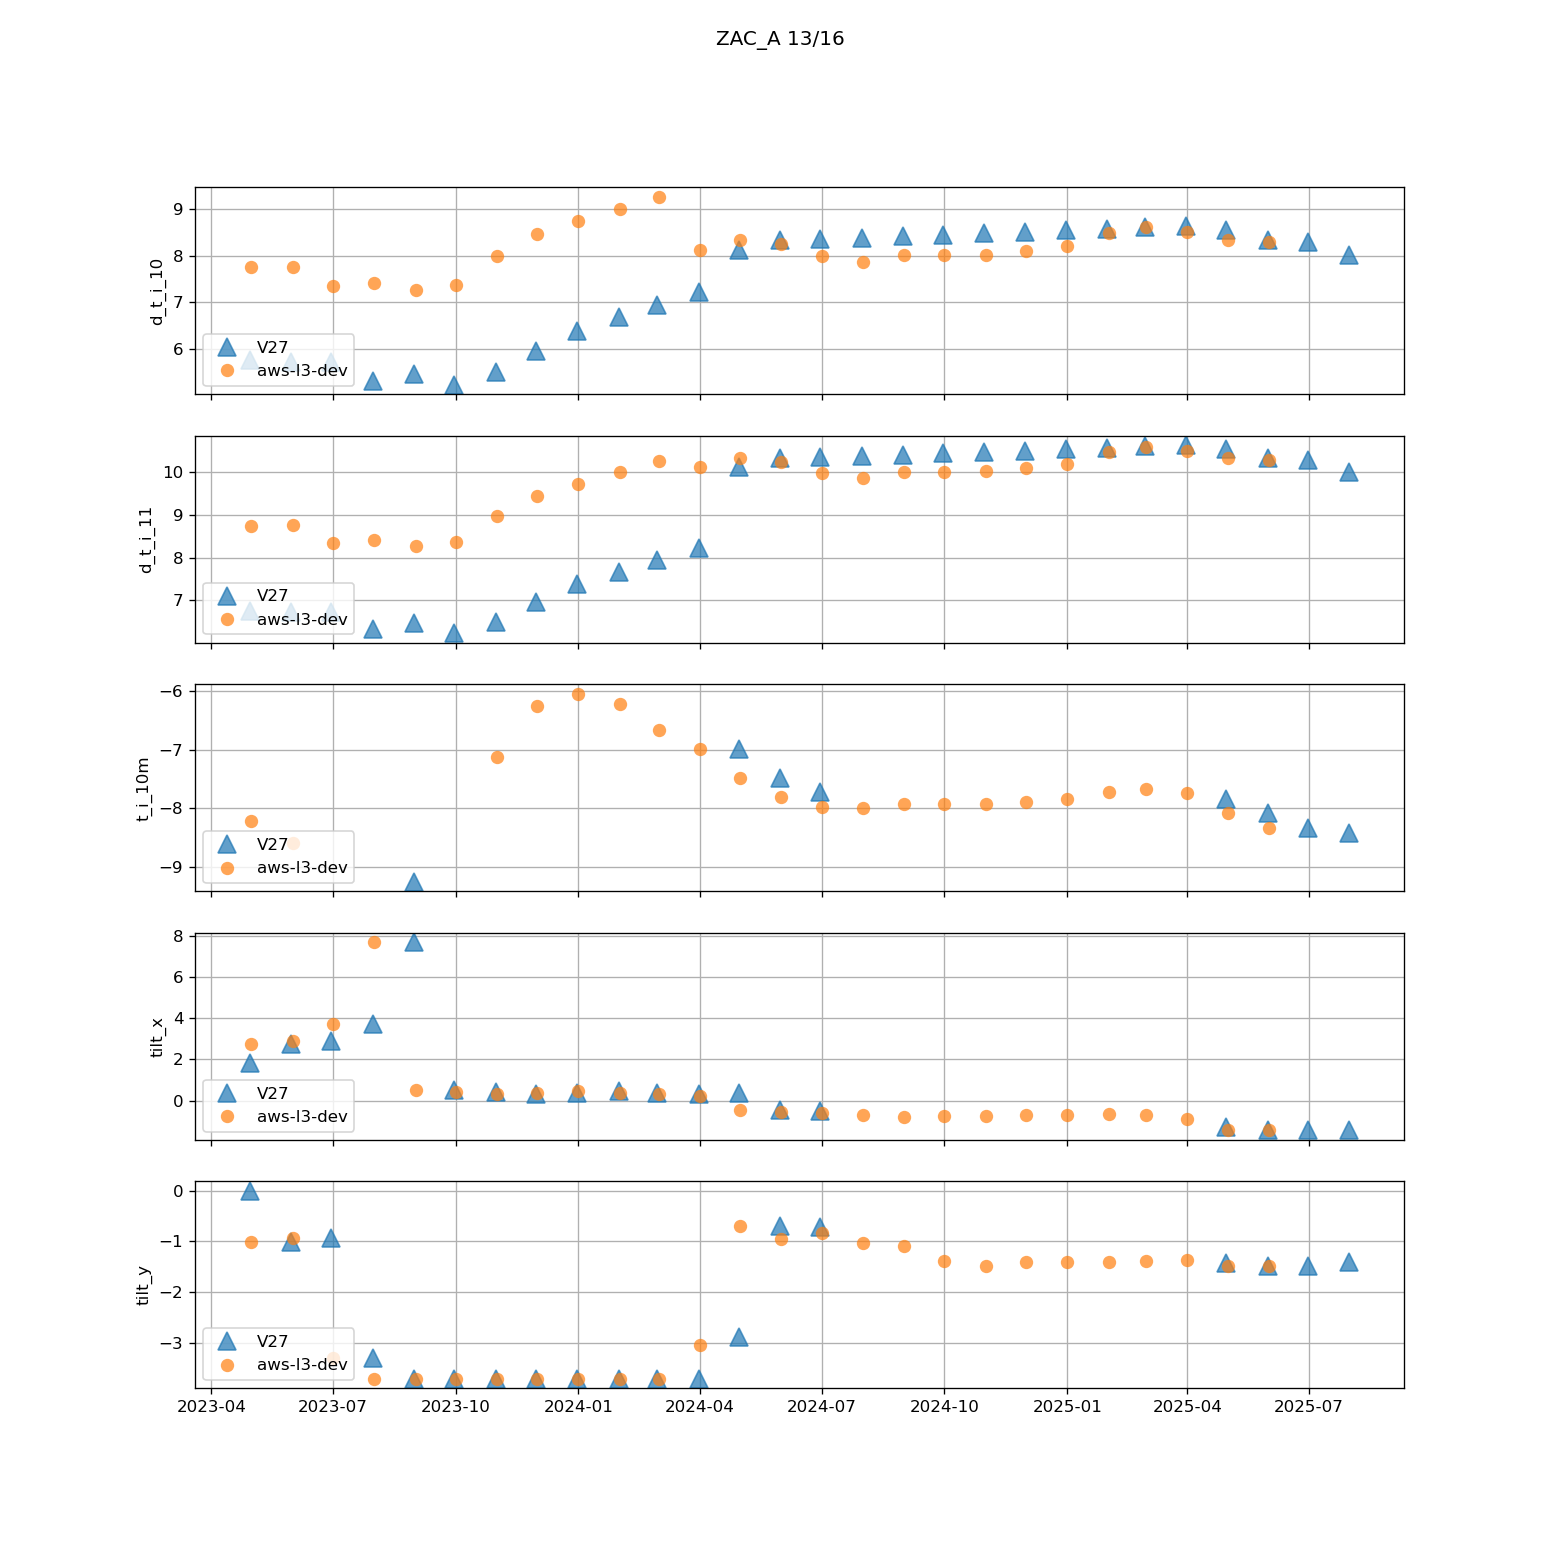 ZAC_A 13/16
9
8
7
6
d_t_i_10
V27
aws-l3-dev
10
9
8
7
d_t_i_11
V27
aws-l3-dev
−6
−7
−8
−9
t_i_10m
V27
aws-l3-dev
8
6
4
2
0
tilt_x
V27
aws-l3-dev
0
−1
−2
−3
tilt_y
V27
aws-l3-dev
2023-04 2023-07 2023-10 2024-01 2024-04 2024-07 2024-10 2025-01 2025-04 2025-07